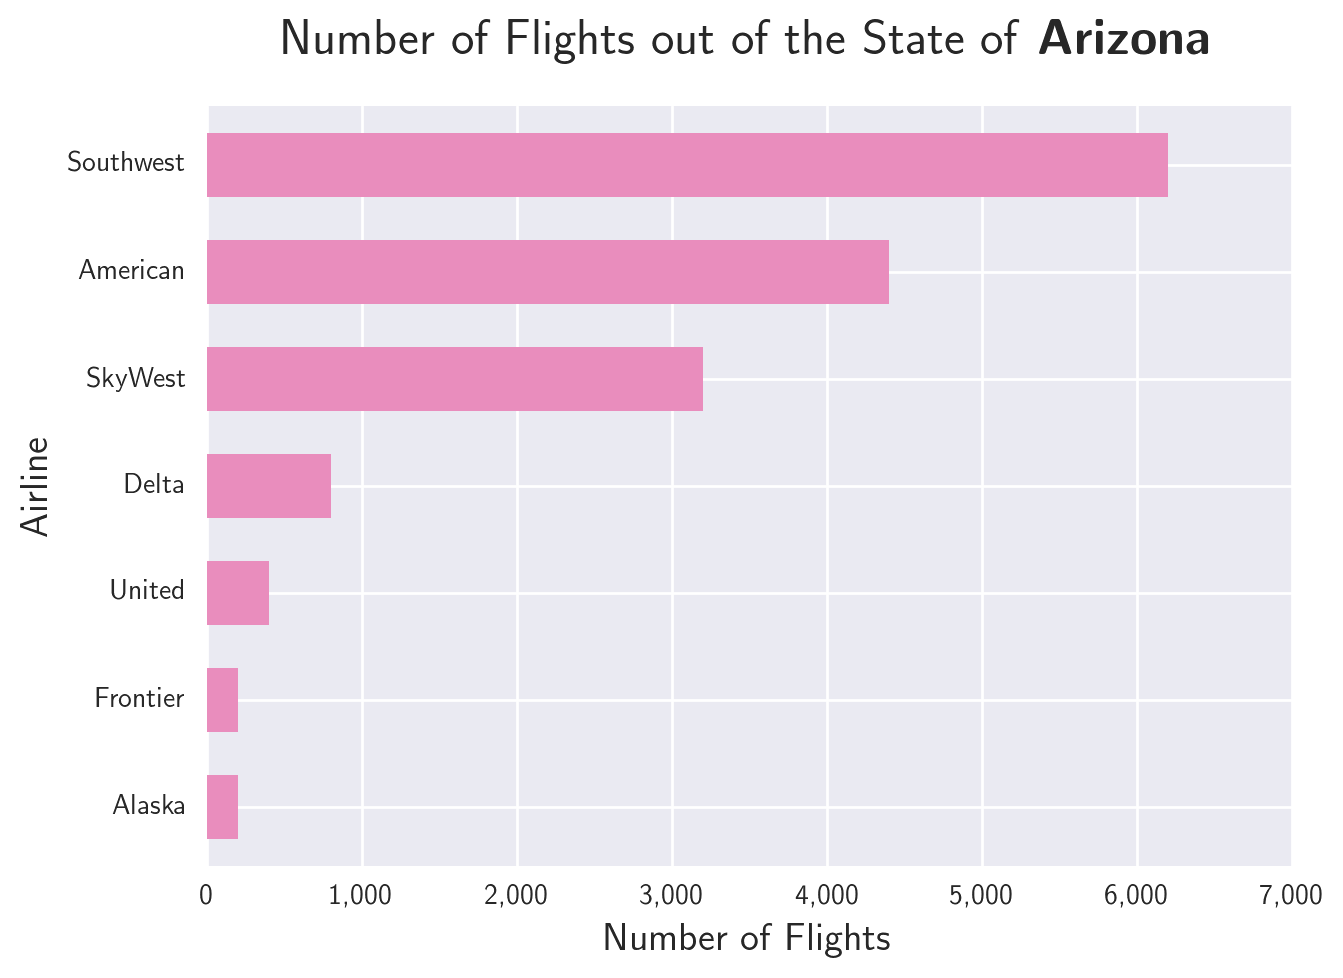 Number of Flights out of the State of Arizona
Airline
Southwest
American
SkyWest
Delta
United
Frontier
Alaska
0 1,000 2,000 3,000 4,000 5,000 6,000 7,000
Number of Flights